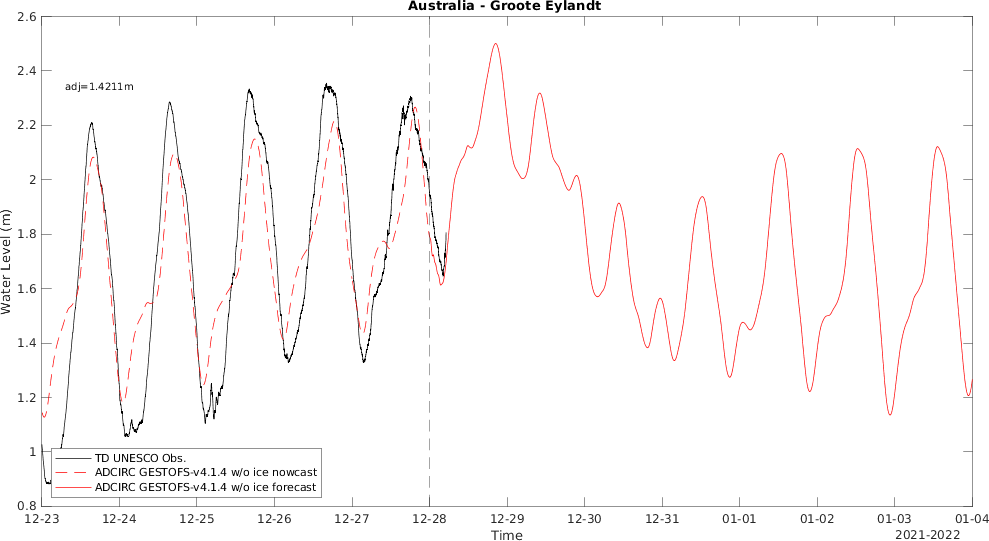 Australia - Groote Eylandt
2.6
2.4
2.2
2
1.8
1.6
1.4
1.2
1
0.8
Water Level (m)
adj=1.4211m
TD UNESCO Obs.
ADCIRC GESTOFS-v4.1.4 w/o ice nowcast
ADCIRC GESTOFS-v4.1.4 w/o ice forecast
12-23 12-24 12-25 12-26 12-27 12-28 12-29 12-30 12-31 01-01 01-02 01-03 01-04
Time
2021-2022